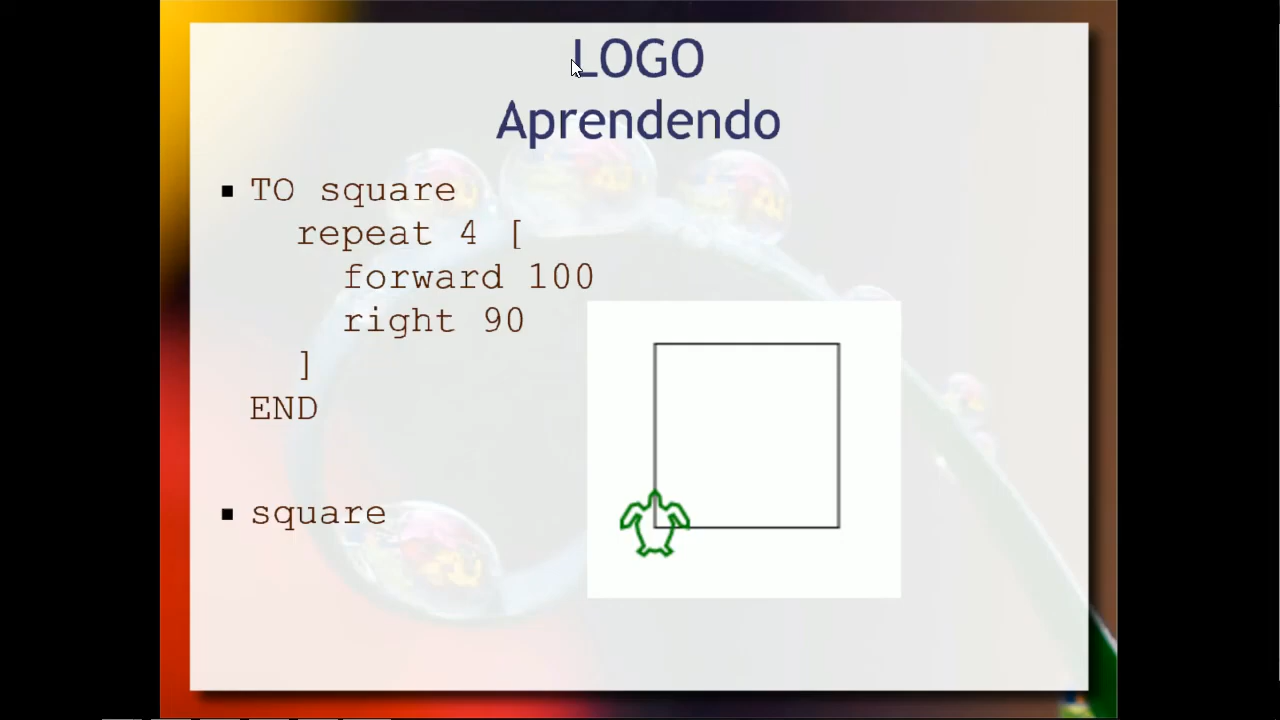 LOGO
Aprendendo
TO square
repeat 4 [
forward 100
right 90
]
END
square